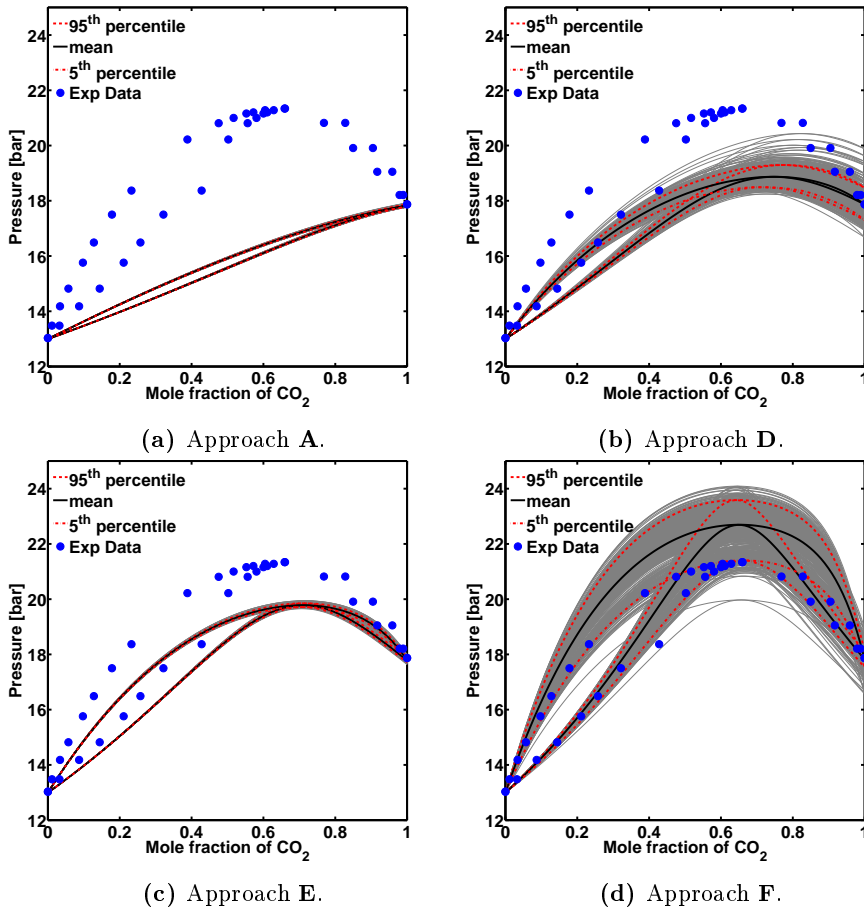 24
22
20
18
16
14
12
Pressure [bar]
95th percentile
mean
5th percentile
Exp Data
0 0.2 0.4 0.6 0.8 1
Mole fraction of CO2
(a) Approach A.
24
22
20
18
16
14
12
Pressure [bar]
95th percentile
mean
5th percentile
Exp Data
0 0.2 0.4 0.6 0.8 1
Mole fraction of CO2
(b) Approach D.
24
22
20
18
16
14
12
Pressure [bar]
95th percentile
mean
5th percentile
Exp Data
0 0.2 0.4 0.6 0.8 1
Mole fraction of CO2
(c) Approach E.
24
22
20
18
16
14
12
Pressure [bar]
95th percentile
mean
5th percentile
Exp Data
0 0.2 0.4 0.6 0.8 1
Mole fraction of CO2
(d) Approach F.